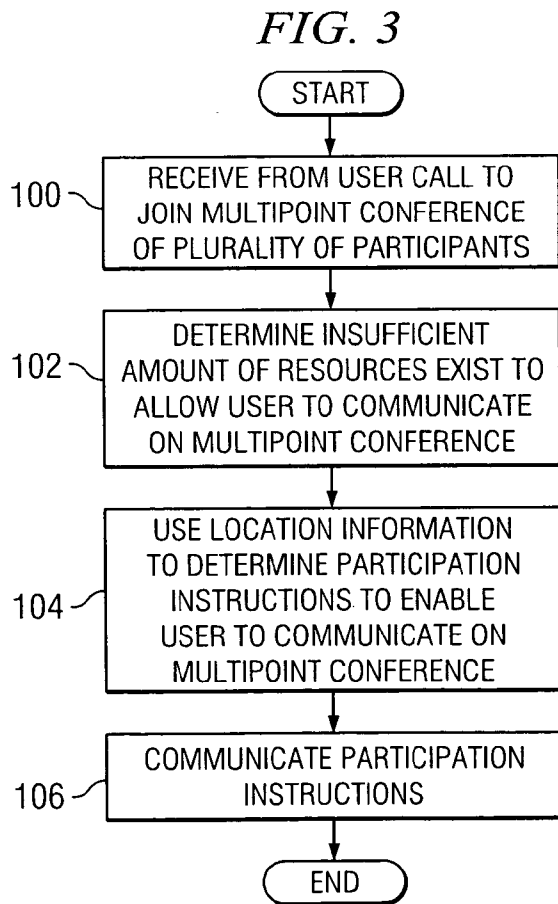 FIG. 3
START
100
RECEIVE FROM USER CALL TO
JOIN MULTIPOINT CONFERENCE
OF PLURALITY OF PARTICIPANTS
102
DETERMINE INSUFFICIENT
AMOUNT OF RESOURCES EXIST TO
ALLOW USER TO COMMUNICATE
ON MULTIPOINT CONFERENCE
104
USE LOCATION INFORMATION
TO DETERMINE PARTICIPATION
INSTRUCTIONS TO ENABLE
USER TO COMMUNICATE ON
MULTIPOINT CONFERENCE
106
COMMUNICATE PARTICIPATION
INSTRUCTIONS
END